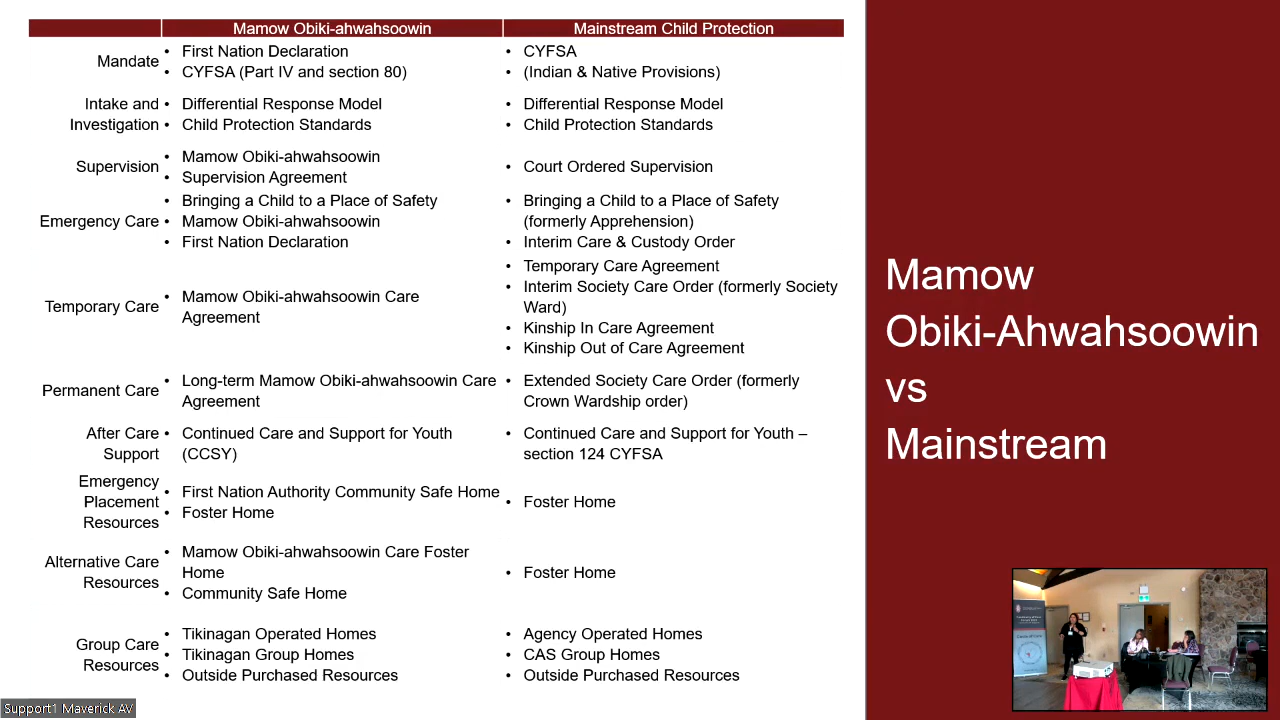 Mamow Obiki-ahwahsoowin
Mainstream Child Protection
Mandate
• First Nation Declaration
• CYFSA (Part IV and section 80)
• CYFSA
• (Indian & Native Provisions)
Intake and
Investigation
• Differential Response Model
• Child Protection Standards
• Differential Response Model
• Child Protection Standards
Supervision
• Mamow Obiki-ahwahsoowin
• Supervision Agreement
• Court Ordered Supervision
Emergency Care
• Bringing a Child to a Place of Safety
• Mamow Obiki-ahwahsoowin
• First Nation Declaration
• Bringing a Child to a Place of Safety
(formerly Apprehension)
• Interim Care & Custody Order
Temporary Care
• Mamow Obiki-ahwahsoowin Care
Agreement
• Temporary Care Agreement
• Interim Society Care Order (formerly Society
Ward)
• Kinship In Care Agreement
• Kinship Out of Care Agreement
Permanent Care
• Long-term Mamow Obiki-ahwahsoowin Care
Agreement
• Extended Society Care Order (formerly
Crown Wardship order)
After Care
Support
• Continued Care and Support for Youth
(CCSY)
• Continued Care and Support for Youth –
section 124 CYFSA
Emergency
Placement
Resources
• First Nation Authority Community Safe Home
• Foster Home
• Foster Home
Alternative Care
Resources
• Mamow Obiki-ahwahsoowin Care Foster
Home
• Community Safe Home
• Foster Home
Group Care
Resources
• Tikinagan Operated Homes
• Tikinagan Group Homes
• Outside Purchased Resources
• Agency Operated Homes
• CAS Group Homes
• Outside Purchased Resources
Mamow
Obiki-Ahwahsoowin
vs
Mainstream
Support1 Maverick AV